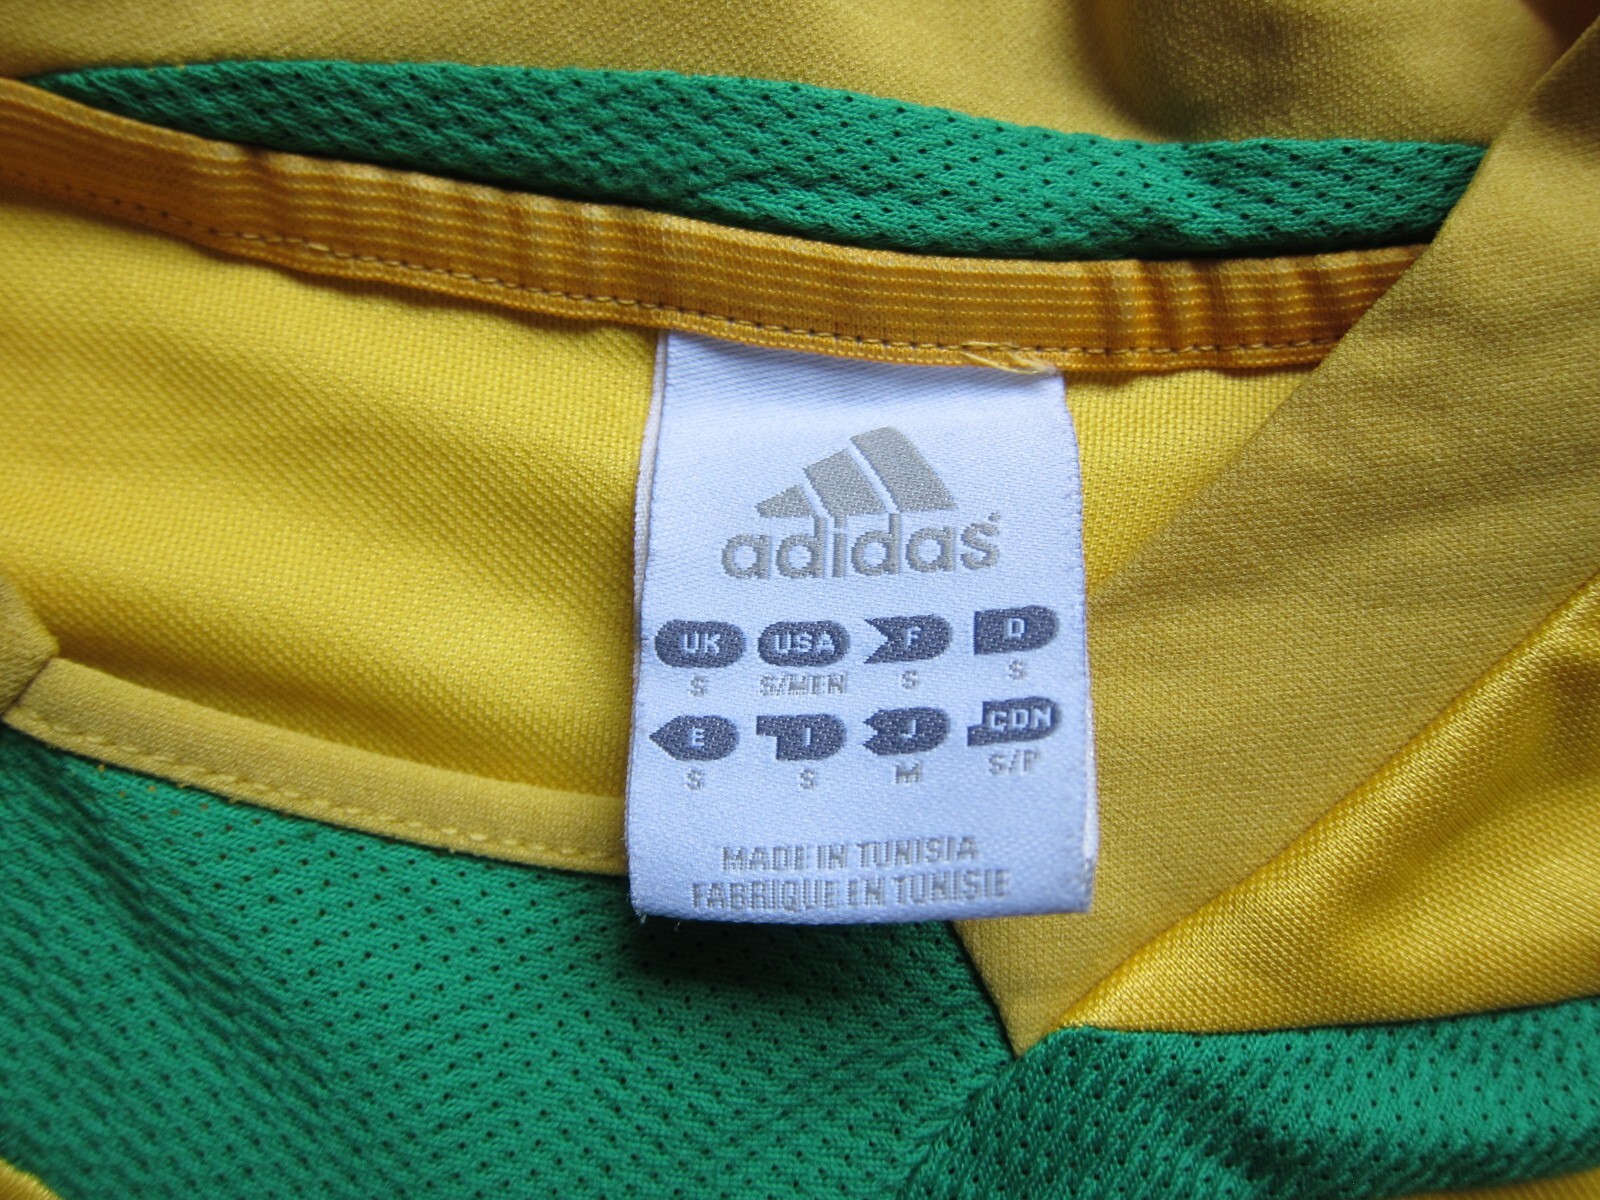 adidas
UK USA F D
S S/MEN S S
E I J CDN
S S M S/P
MADE IN TUNISIA
FABRIQUE EN TUNISIE